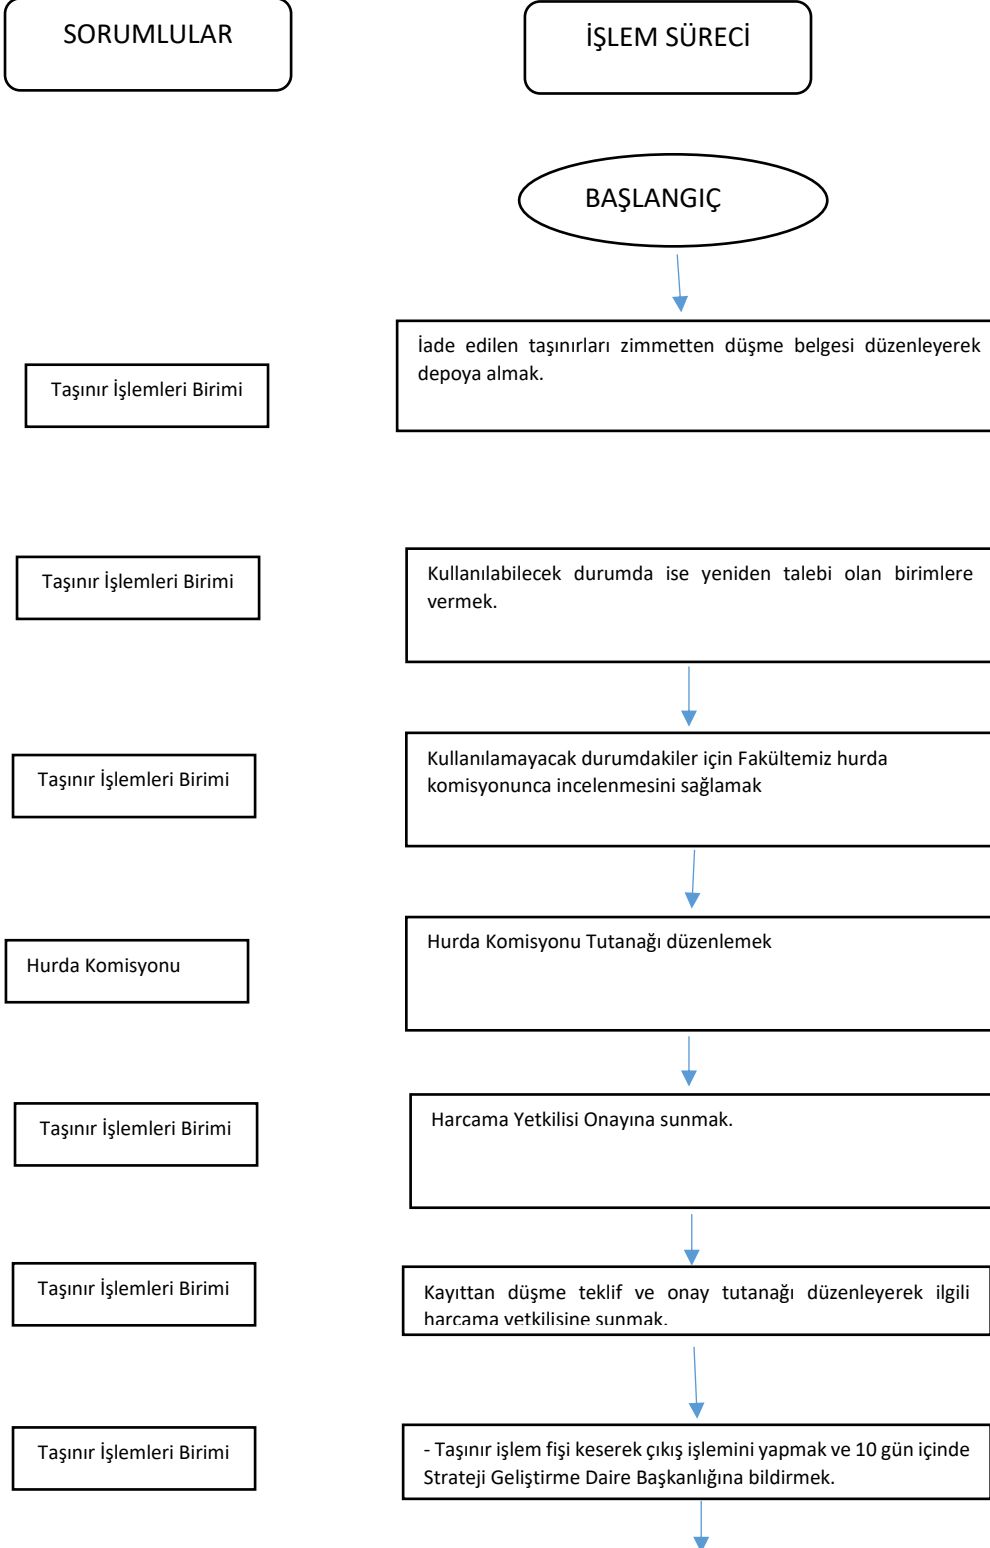 SORUMLULAR
İŞLEM SÜRECİ
BAŞLANGIÇ
İade edilen taşınırları zimmetten düşme belgesi düzenleyerek
depoya almak.
Taşınır İşlemleri Birimi
Taşınır İşlemleri Birimi
Kullanılabilecek durumda ise yeniden talebi olan birimlere
vermek.
Taşınır İşlemleri Birimi
Kullanılamayacak durumdakiler için Fakültemiz hurda
komisyonunca incelenmesini sağlamak
Hurda Komisyonu
Hurda Komisyonu Tutanağı düzenlemek
Taşınır İşlemleri Birimi
Harcama Yetkilisi Onayına sunmak.
Taşınır İşlemleri Birimi
Kayıttan düşme teklif ve onay tutanağı düzenleyerek ilgili
harcama yetkilisine sunmak.
Taşınır İşlemleri Birimi
- Taşınır işlem fişi keserek çıkış işlemini yapmak ve 10 gün içinde
Strateji Geliştirme Daire Başkanlığına bildirmek.